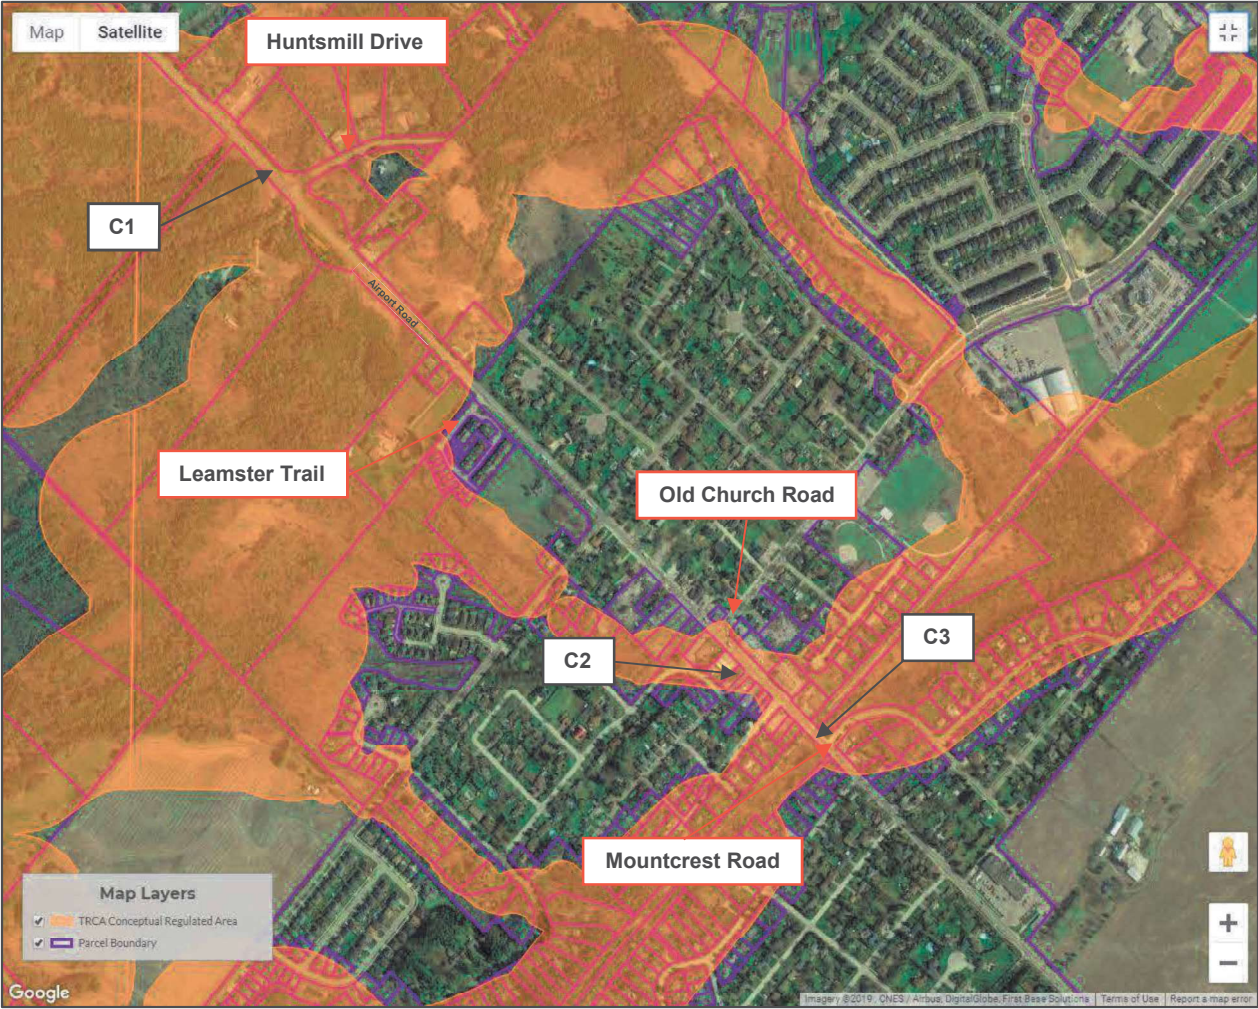 Map Satellite
Huntsmill Drive
C1
Airport Road
Leamster Trail
Old Church Road
C2
C3
Mountcrest Road
Map Layers
TRCA Conceptual Regulated Area
Parcel Boundary
Google
Imagery ©2019, CNES / Airbus, DigitalGlobe, First Base Solutions Terms of Use Report a map error